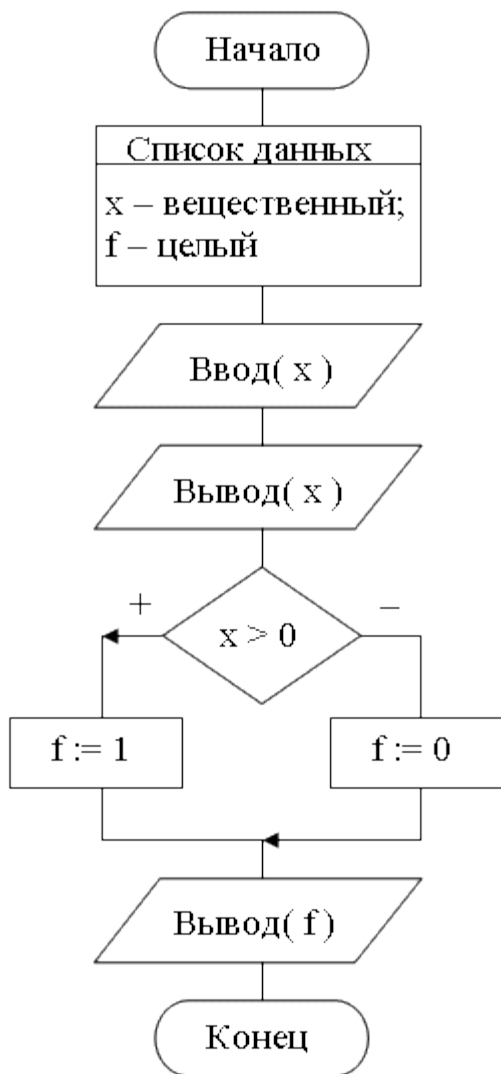 Начало
Список данных
x – вещественный;
f – целый
Ввод( x )
Вывод( x )
+
–
x > 0
f := 1
f := 0
Вывод( f )
Конец